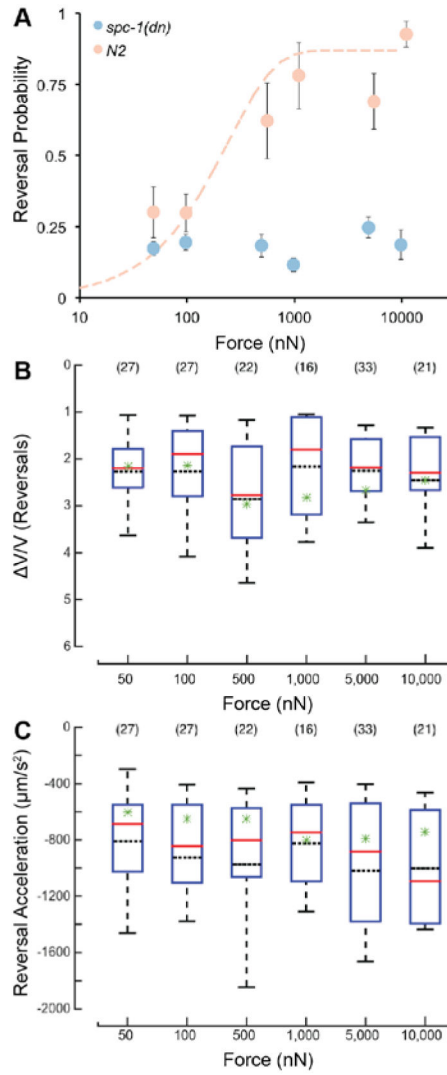 A
spc-1(dn)
N2
Reversal Probability
1
0.75
0.5
0.25
0
10 100 1000 10000
Force (nN)
B
(27) (27) (22) (16) (33) (21)
ΔV/V (Reversals)
0
1
2
3
4
5
6
50 100 500 1,000 5,000 10,000
Force (nN)
C
(27) (27) (22) (16) (33) (21)
Reversal Acceleration (μm/s²)
0
-400
-800
-1200
-1600
-2000
50 100 500 1,000 5,000 10,000
Force (nN)